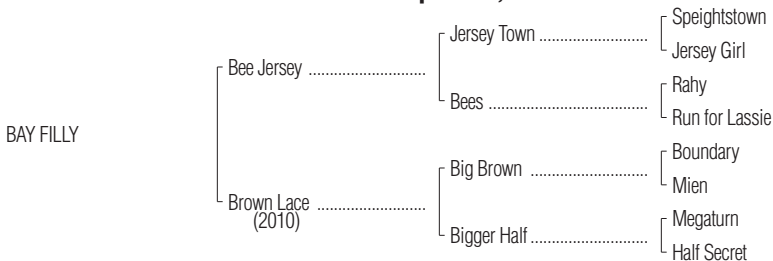 Speightstown
Jersey Town ............................
Jersey Girl
Bee Jersey ..............................
Rahy
Bees .........................................
Run for Lassie
BAY FILLY
Boundary
Big Brown ..............................
Mien
Brown Lace ............................
(2010)
Megaturn
Bigger Half ..............................
Half Secret